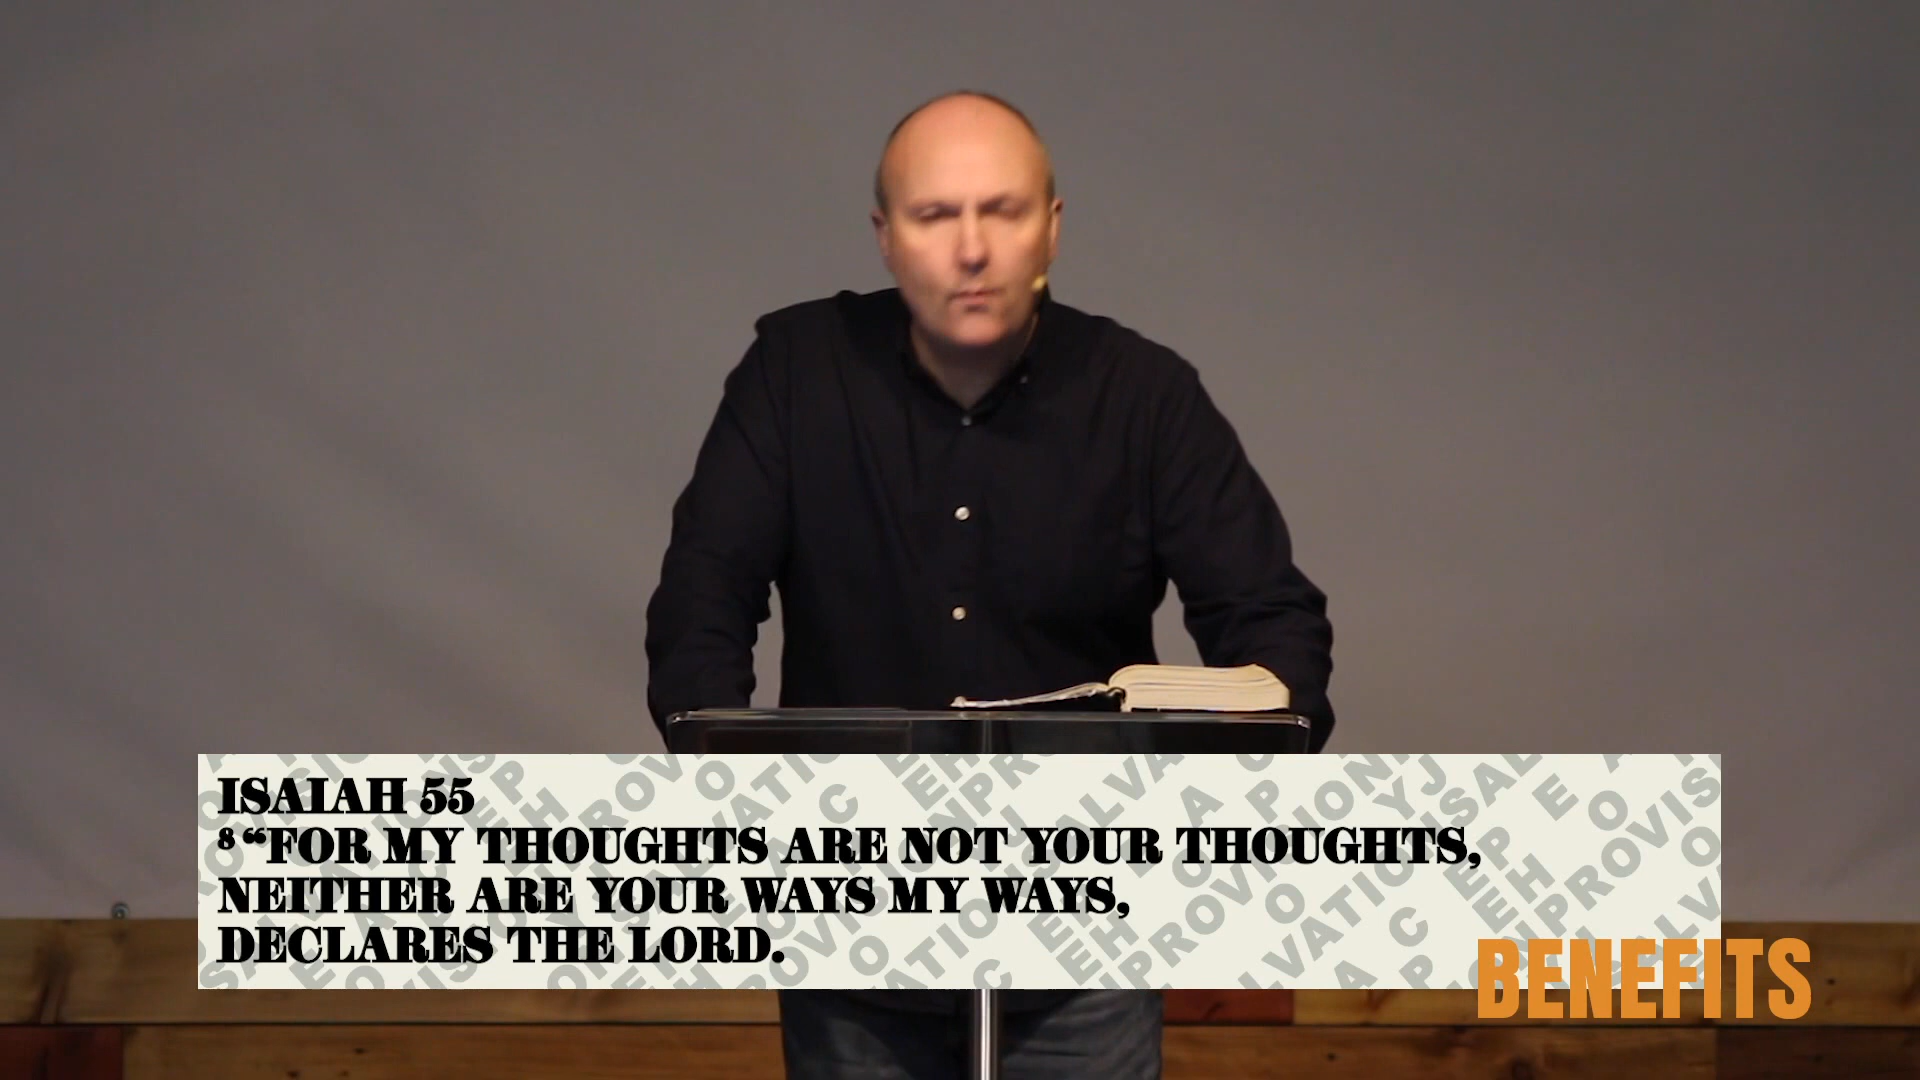 ISAIAH 55
8 “FOR MY THOUGHTS ARE NOT YOUR THOUGHTS,
NEITHER ARE YOUR WAYS MY WAYS,
DECLARES THE LORD.
BENEFITS